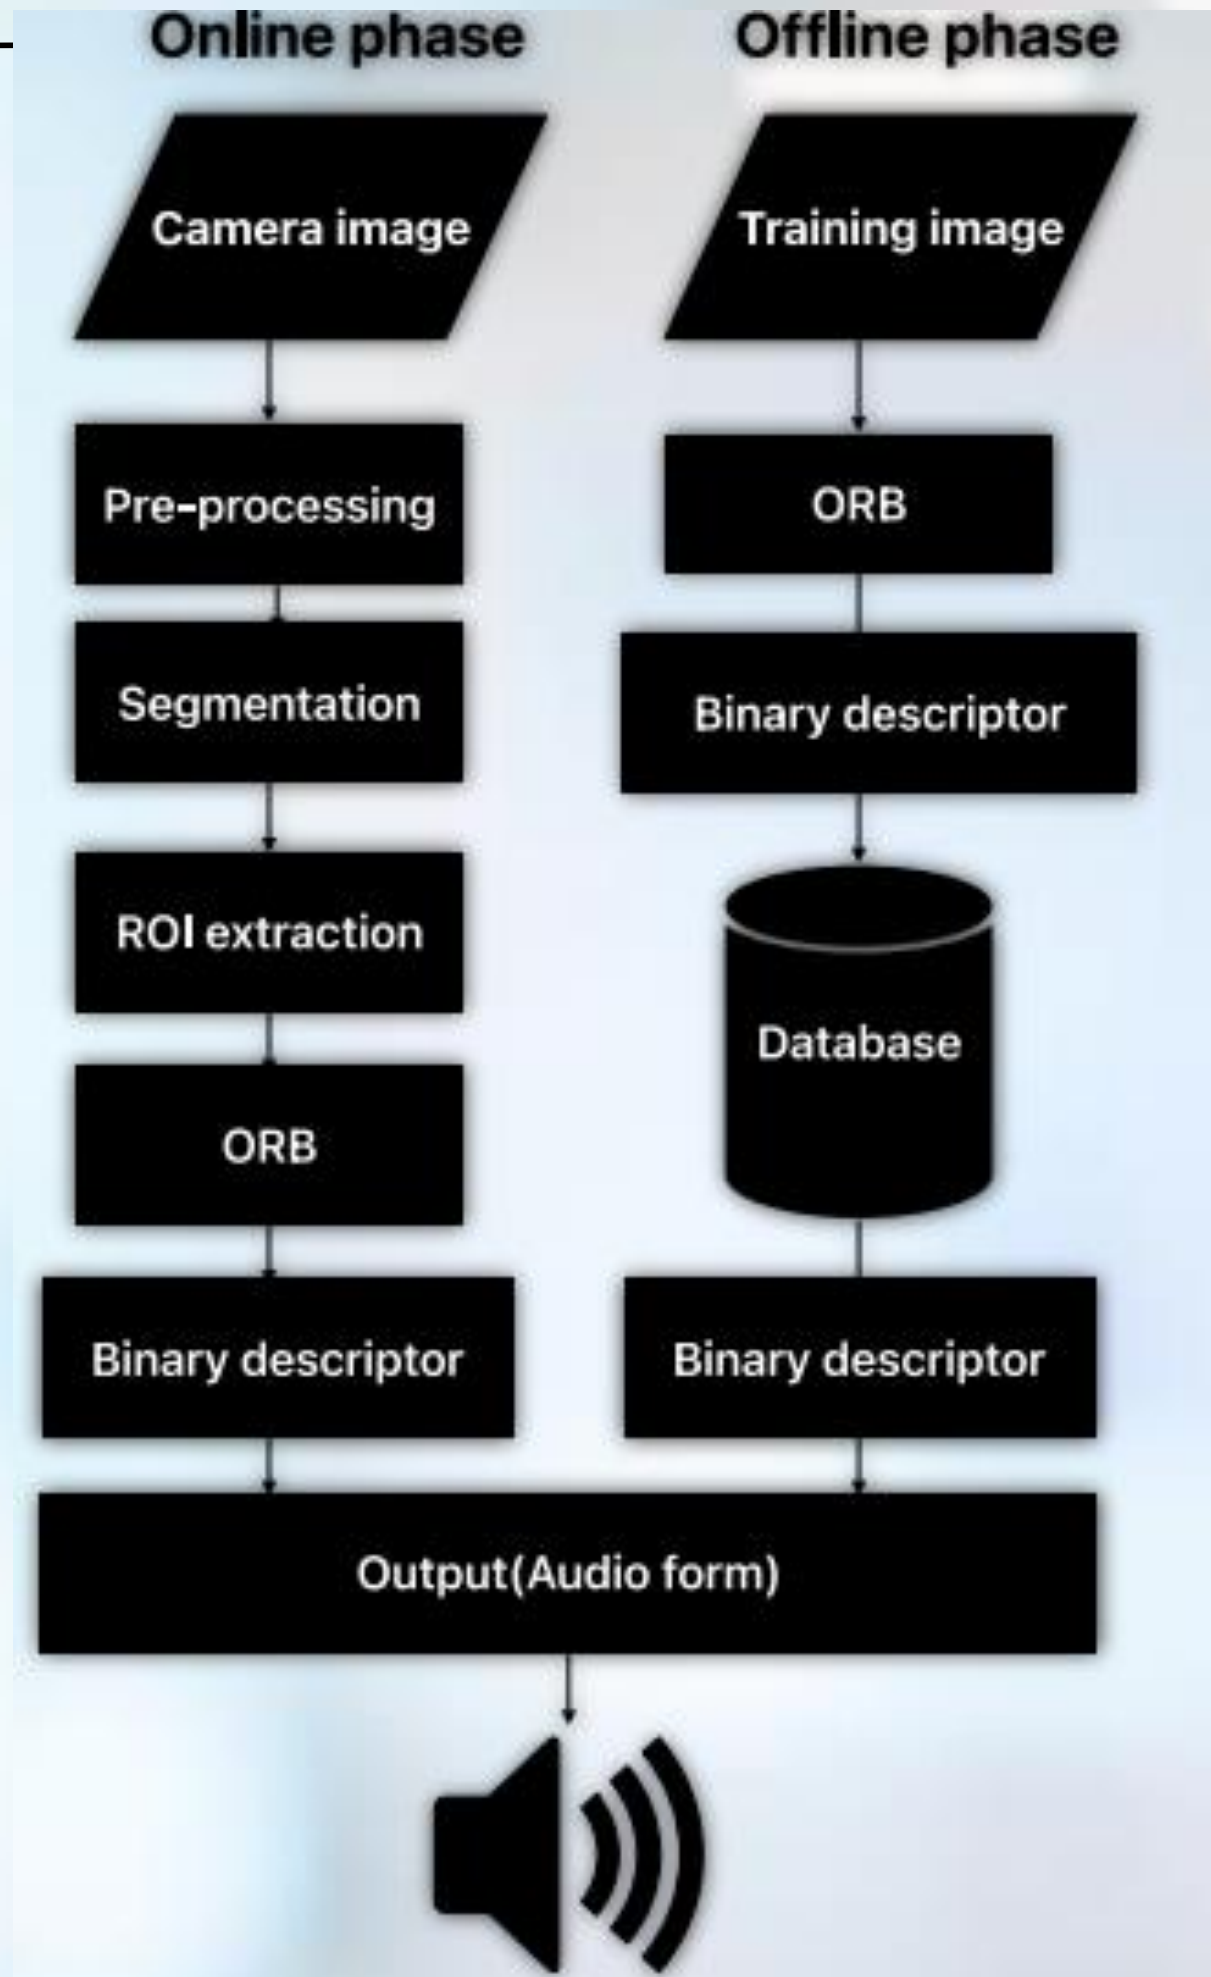 Online phase
Offline phase
Camera image
Training image
Pre-processing
ORB
Segmentation
Binary descriptor
ROI extraction
Database
ORB
Binary descriptor
Binary descriptor
Output(Audio form)